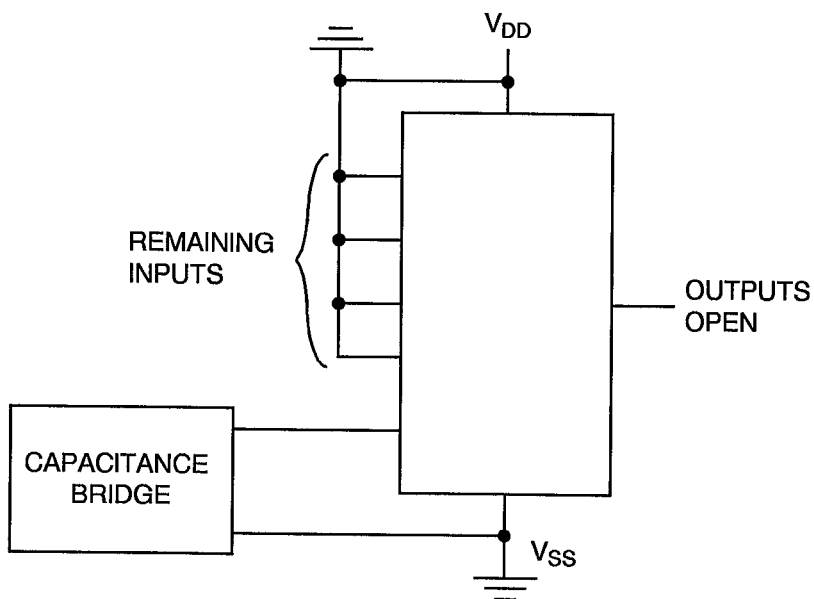 V_DD
REMAINING
INPUTS
OUTPUTS
OPEN
CAPACITANCE
BRIDGE
V_SS